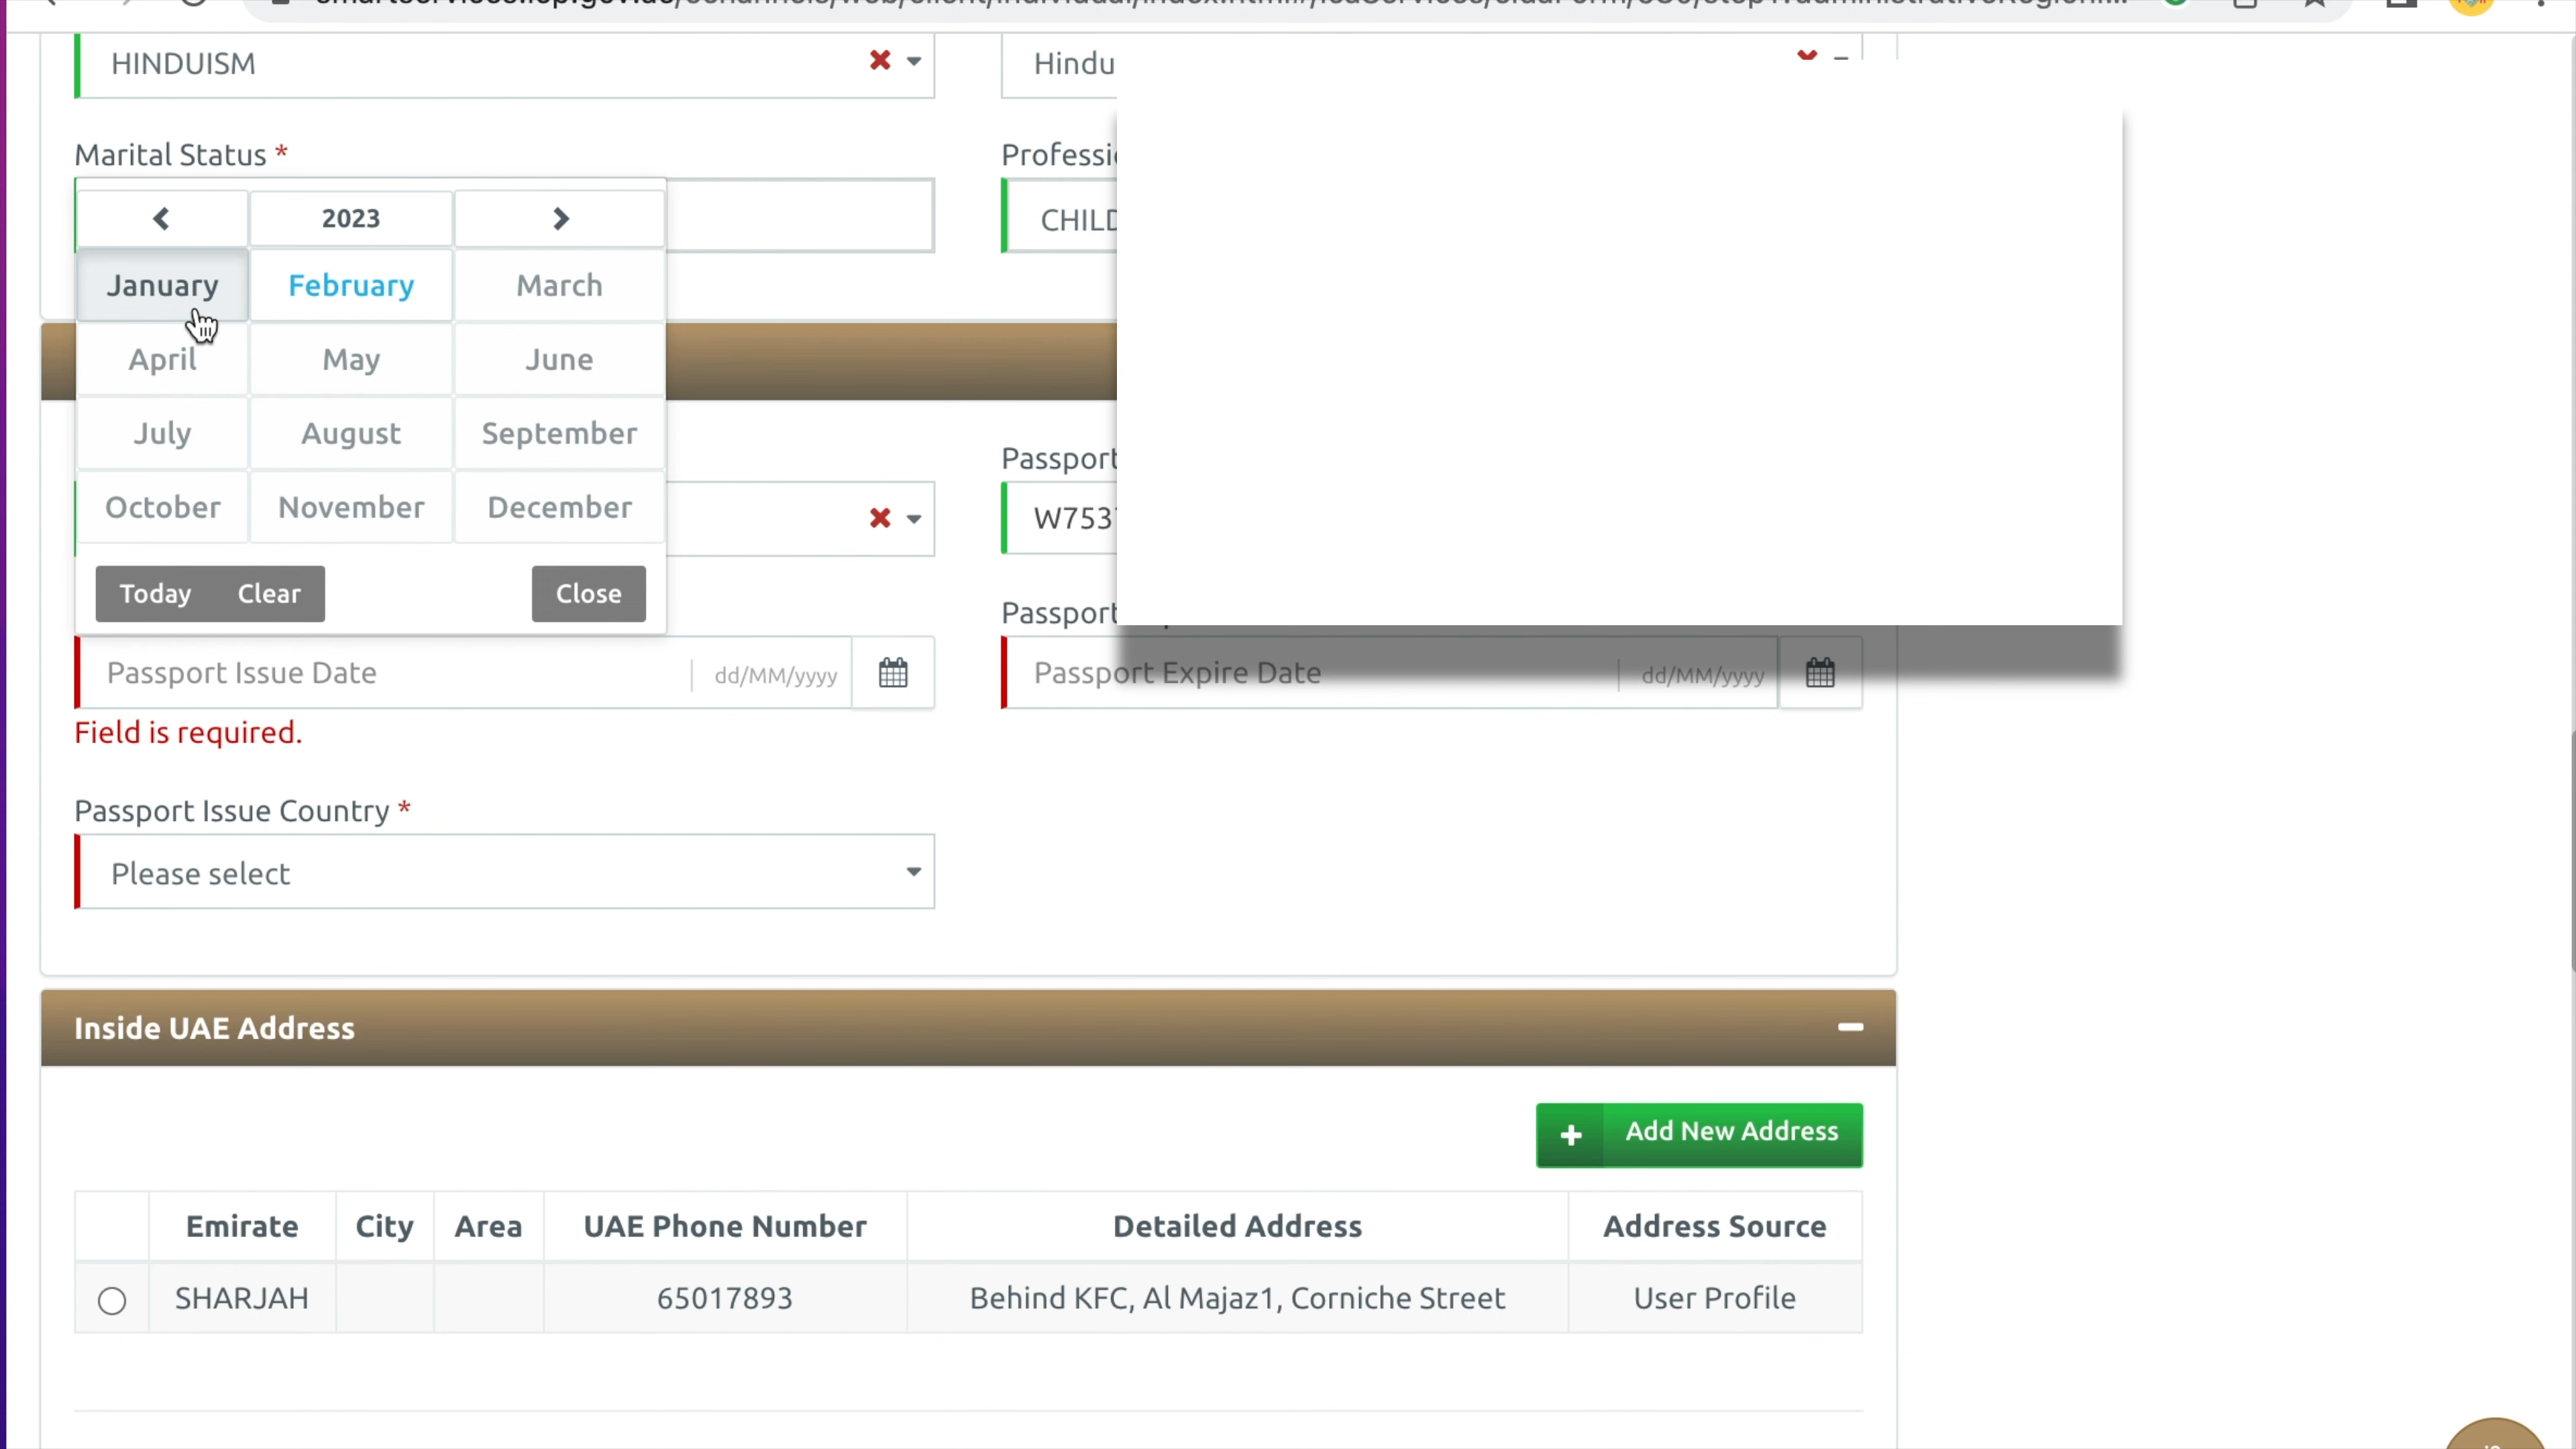 HINDUISM
Hindu
Marital Status *
2023
January February March
April May June
July August September
October November December
Today Clear Close
CHILD
Passport
W753
Passport
Passport Issue Date dd/MM/yyyy
Passport Expire Date dd/MM/yyyy
Field is required.
Passport Issue Country *
Please select
Inside UAE Address
Add New Address
Emirate City Area UAE Phone Number Detailed Address Address Source
SHARJAH 65017893 Behind KFC, Al Majaz1, Corniche Street User Profile